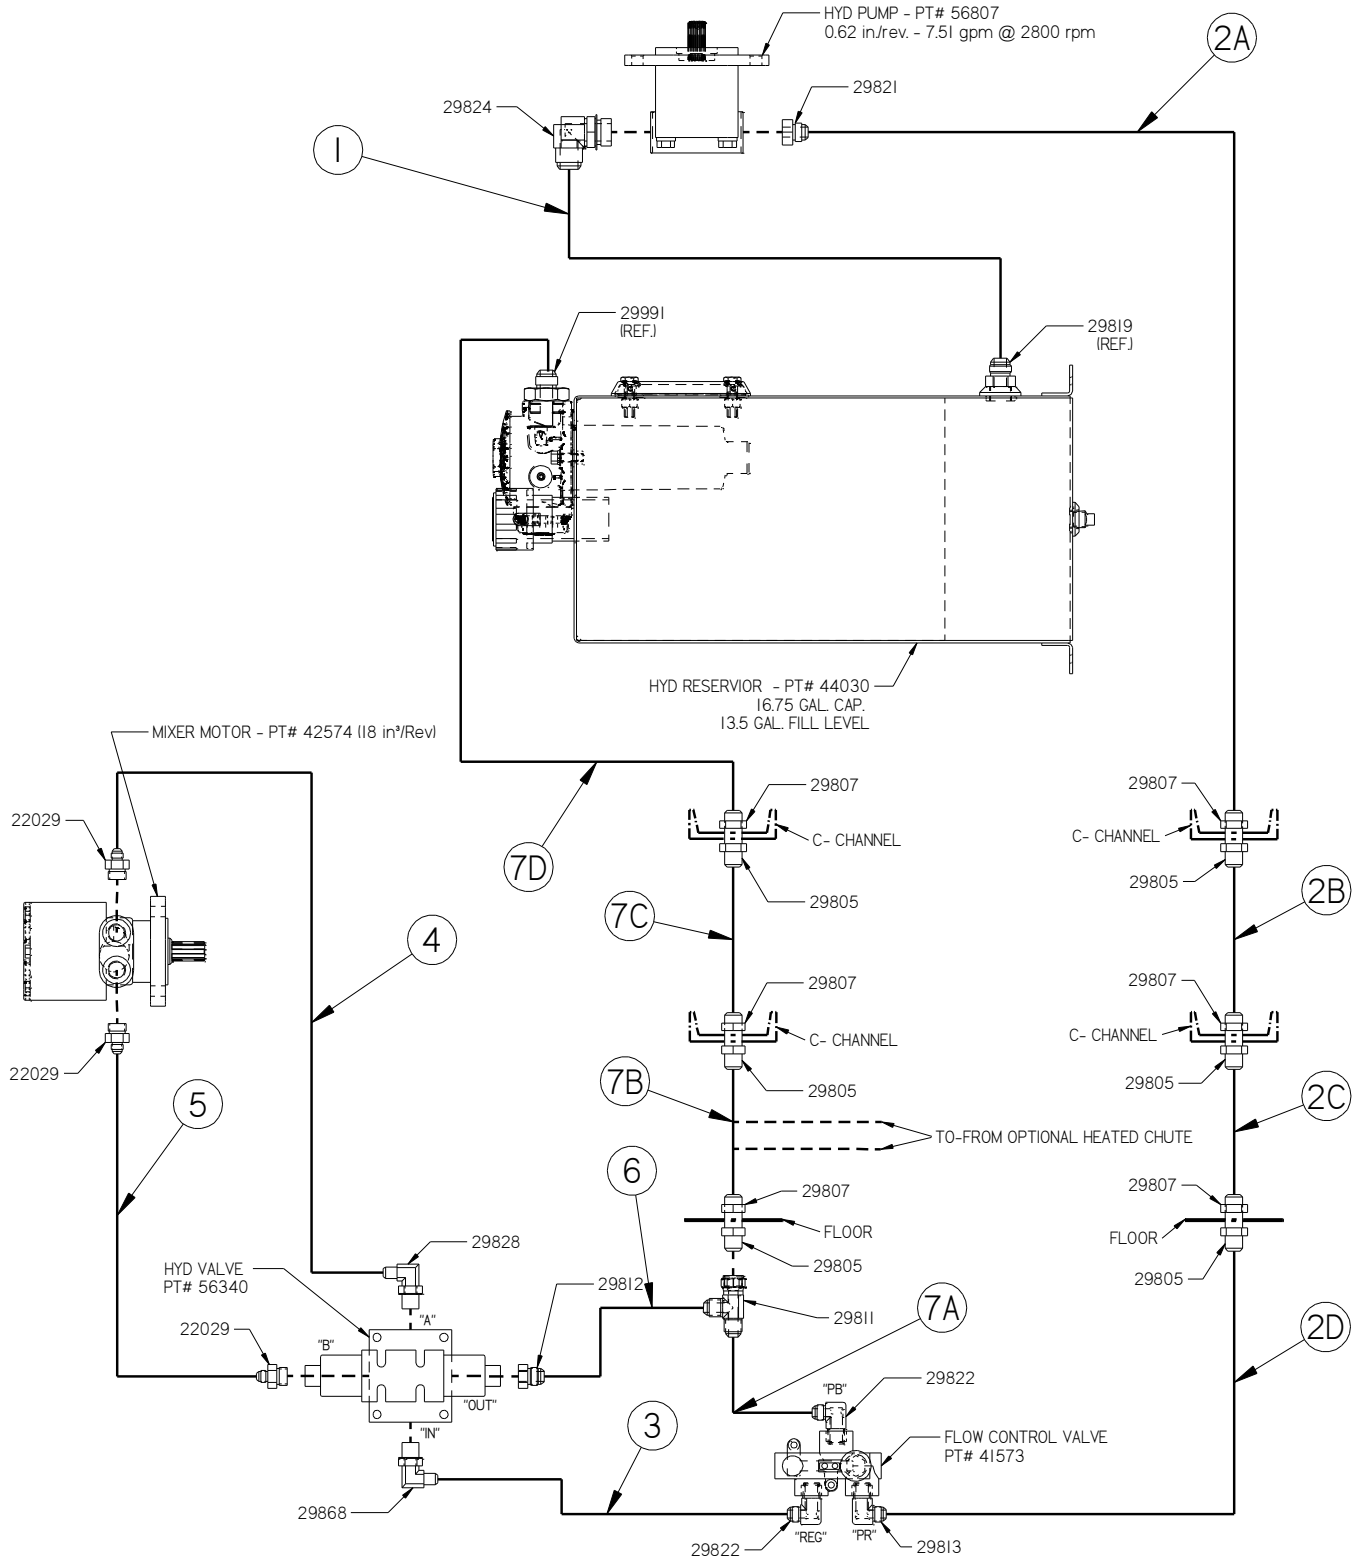 HYD PUMP - PT# 56807
0.62 in./rev. - 7.51 gpm @ 2800 rpm
2A
29821
29824
1
29991
(REF.)
29819
(REF.)
HYD RESERVIOR - PT# 44030
16.75 GAL. CAP.
13.5 GAL. FILL LEVEL
MIXER MOTOR - PT# 42574 (18 in³/Rev)
29807
29807
22029
C- CHANNEL
C- CHANNEL
7D
29805
29805
2B
7C
4
29807
29807
C- CHANNEL
C- CHANNEL
22029
7B
29805
29805
5
2C
TO-FROM OPTIONAL HEATED CHUTE
6
29807
29807
FLOOR
FLOOR
29828
HYD VALVE
PT# 56340
29805
29805
29812
7A
29811
2D
22029
"A"
"B"
"OUT"
"IN"
"PB"
29822
3
FLOW CONTROL VALVE
PT# 41573
29868
"REG"
"PR"
29822
29813